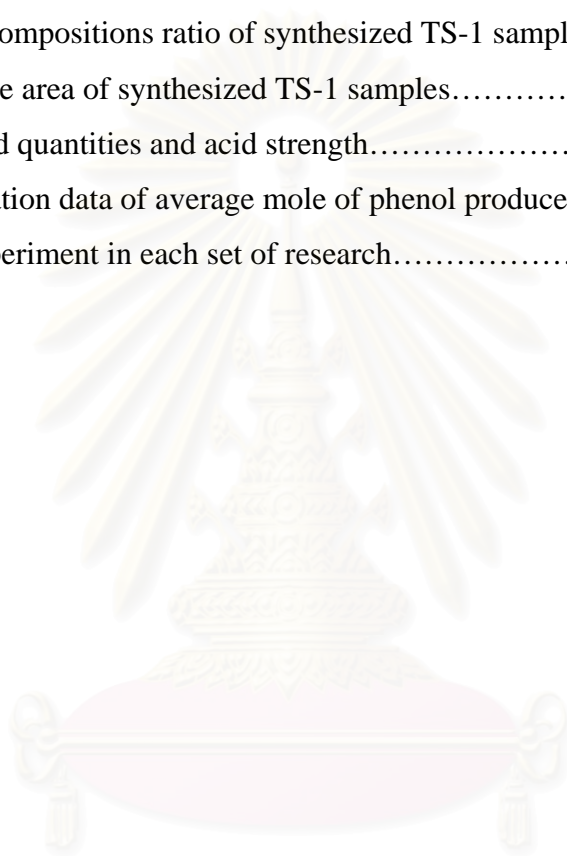 ompositions ratio of synthesized TS-1 sampl
e area of synthesized TS-1 samples…………
d quantities and acid strength…………………
tion data of average mole of phenol produce
periment in each set of research………………